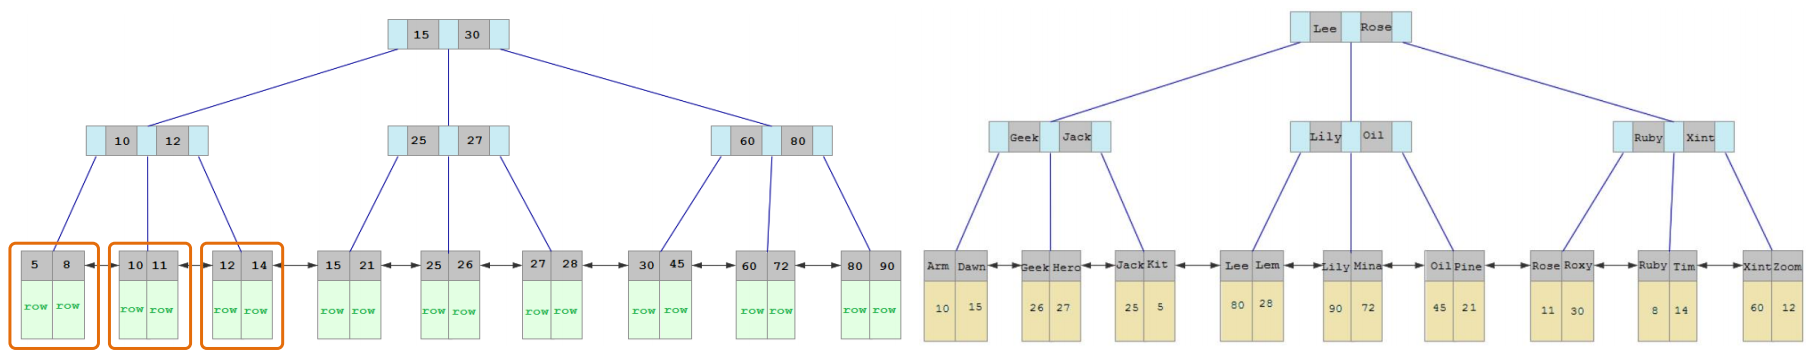 15 30
10 12
25 27
60 80
5 8
10 11
12 14
15 21
25 26
27 28
30 45
60 72
80 90
row row
row row
row row
row row
row row
row row
row row
row row
row row
Lee Rose
Geek Jack
Lily Oil
Ruby Xint
Arm Dawn
Geek Hero
Jack Kit
Lee Lem
Lily Mina
Oil Pine
Rose Roxy
Ruby Tim
Xint Zoom
10 15
26 27
25 5
80 28
90 72
45 21
11 30
8 14
60 12